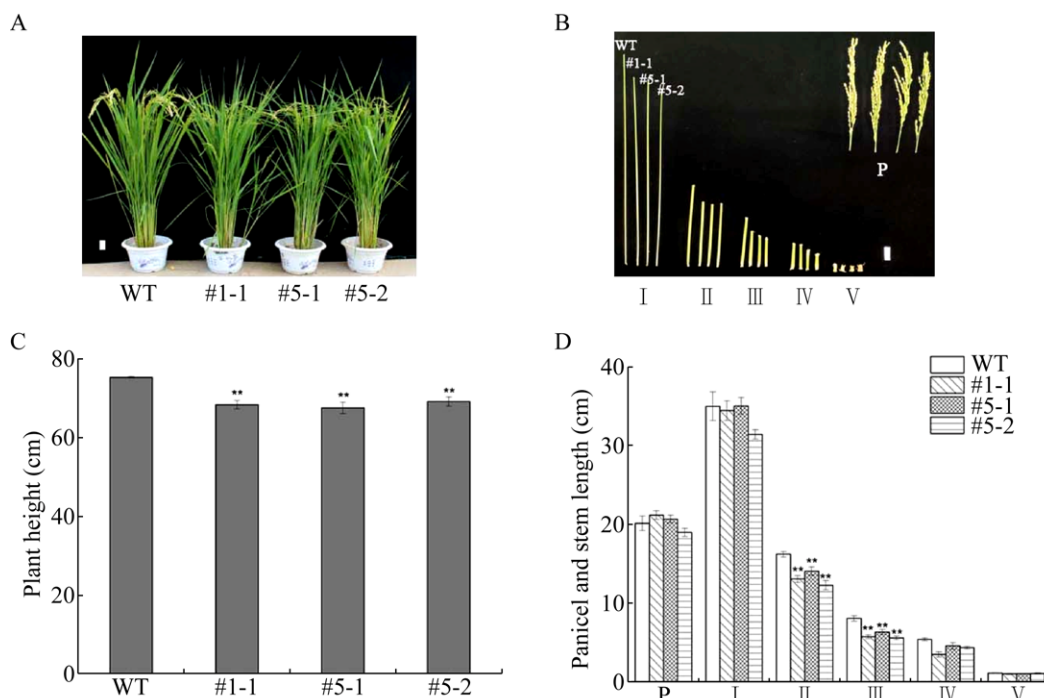 A
WT #1-1 #5-1 #5-2
B
WT
#1-1
#5-1
#5-2
P
I II III IV V
C
Plant height (cm)
80
60
40
20
0
** ** **
WT #1-1 #5-1 #5-2
D
Panicel and stem length (cm)
40
30
20
10
0
WT
#1-1
#5-1
#5-2
** ** **
** ** **
P I II III IV V